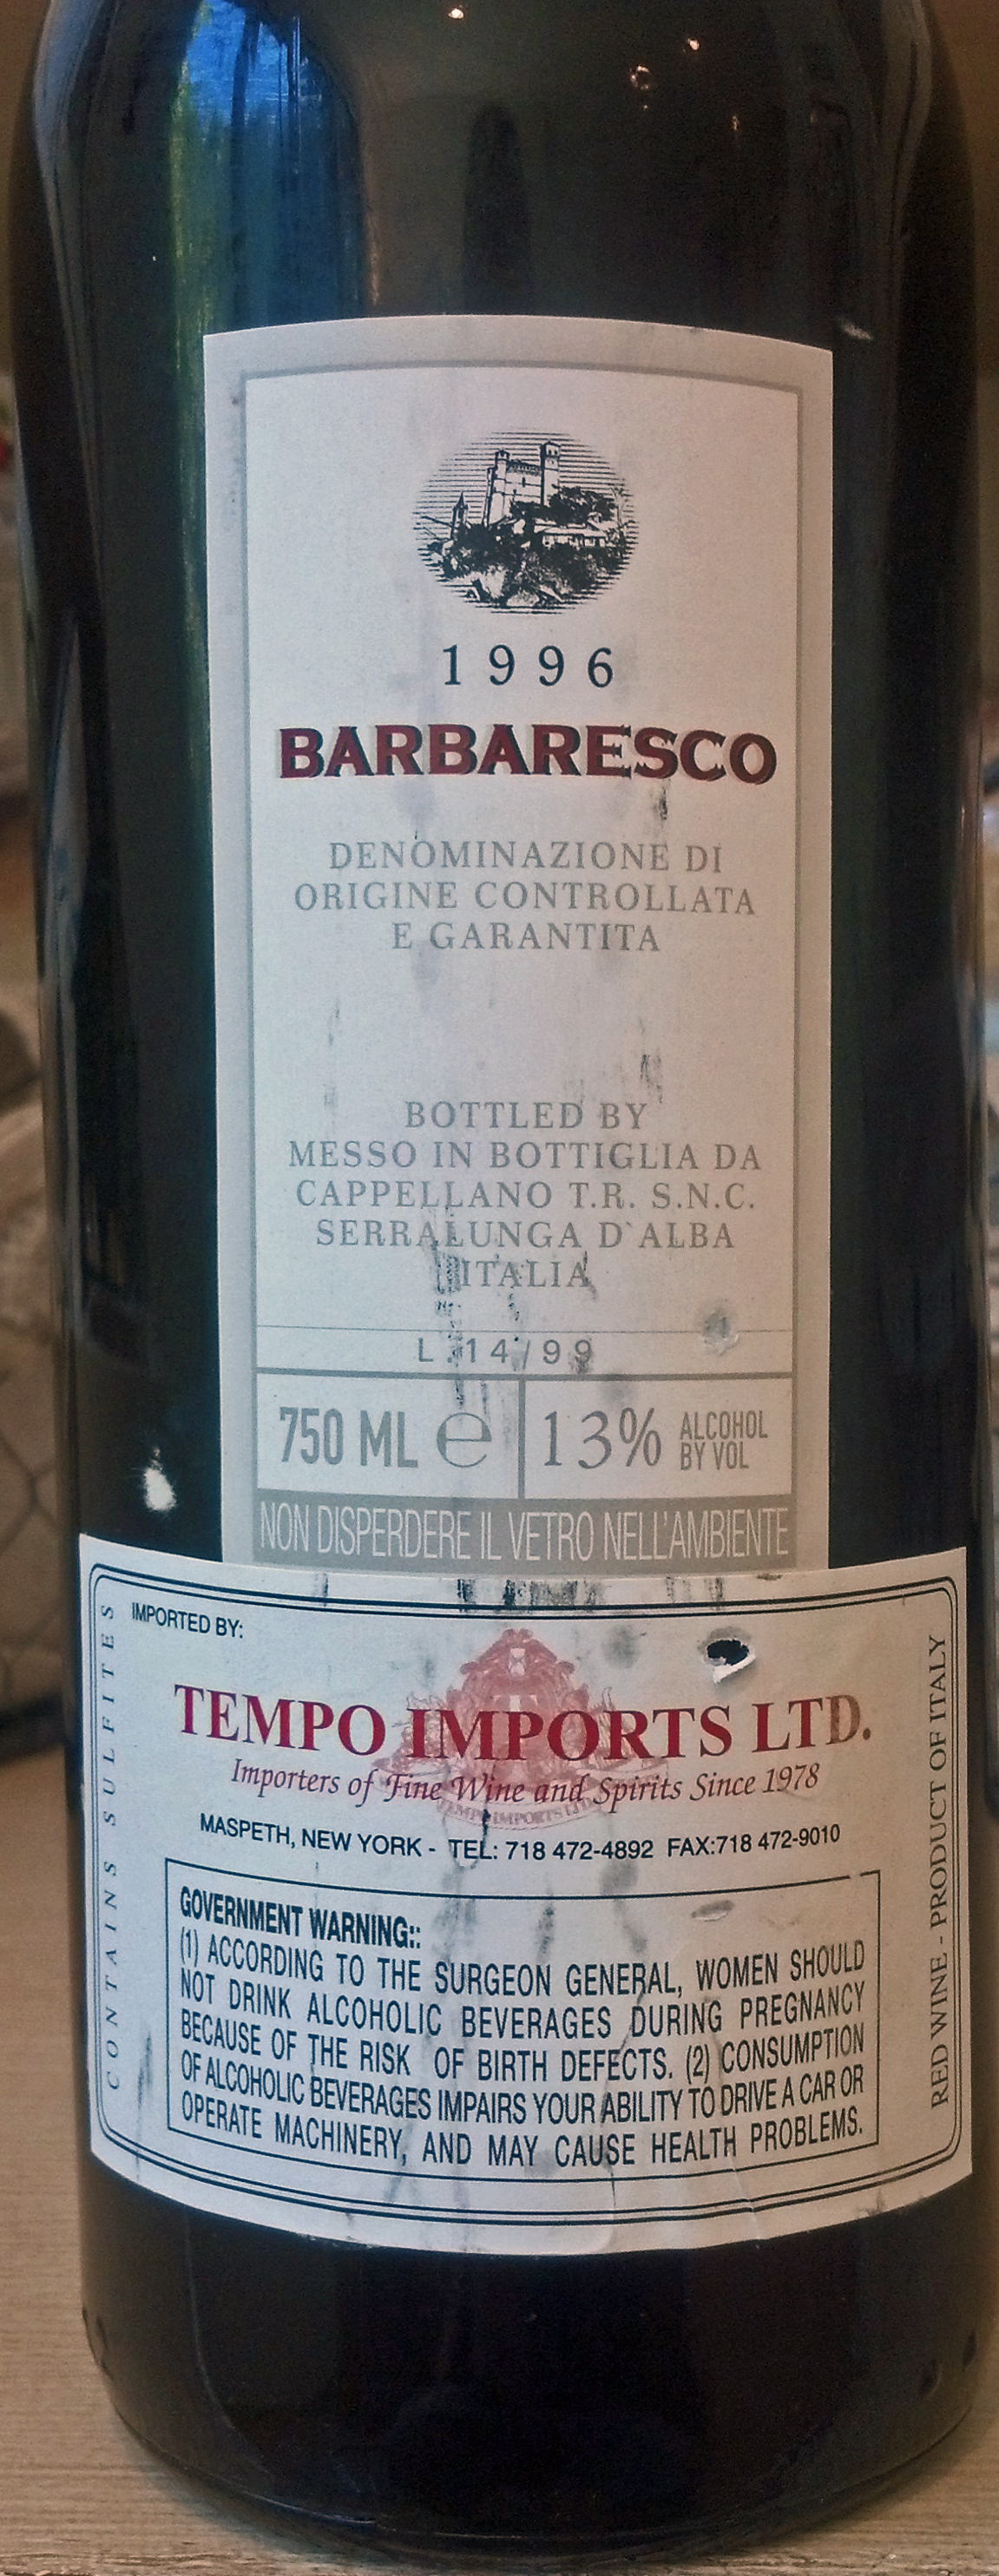 1996
BARBARESCO
DENOMINAZIONE DI
ORIGINE CONTROLLATA
E GARANTITA
BOTTLED BY
MESSO IN BOTTIGLIA DA
CAPPELLANO T.R. S.N.C.
SERRALUNGA D`ALBA
ITALIA
L.14/99
750 ML e 13% ALCOHOL
BY VOL
NON DISPERDERE IL VETRO NELL'AMBIENTE
CONTAINS SULFITES
IMPORTED BY:
TEMPO IMPORTS LTD.
Importers of Fine Wine and Spirits Since 1978
TEMPO IMPORTS LTD.
MASPETH, NEW YORK - TEL: 718 472-4892 FAX:718 472-9010
GOVERNMENT WARNING::
(1) ACCORDING TO THE SURGEON GENERAL, WOMEN SHOULD
NOT DRINK ALCOHOLIC BEVERAGES DURING PREGNANCY
BECAUSE OF THE RISK OF BIRTH DEFECTS. (2) CONSUMPTION
OF ALCOHOLIC BEVERAGES IMPAIRS YOUR ABILITY TO DRIVE A CAR OR
OPERATE MACHINERY, AND MAY CAUSE HEALTH PROBLEMS.
RED WINE - PRODUCT OF ITALY